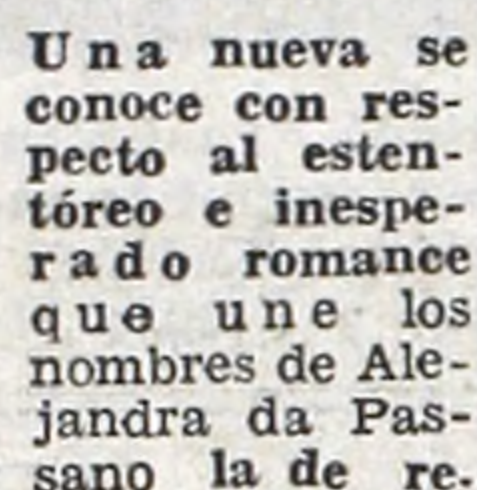 Una nueva se
conoce con res-
pecto al esten-
tóreo e inespe-
rado romance
que une los
nombres de Ale-
jandra da Pas-
sano la de re-